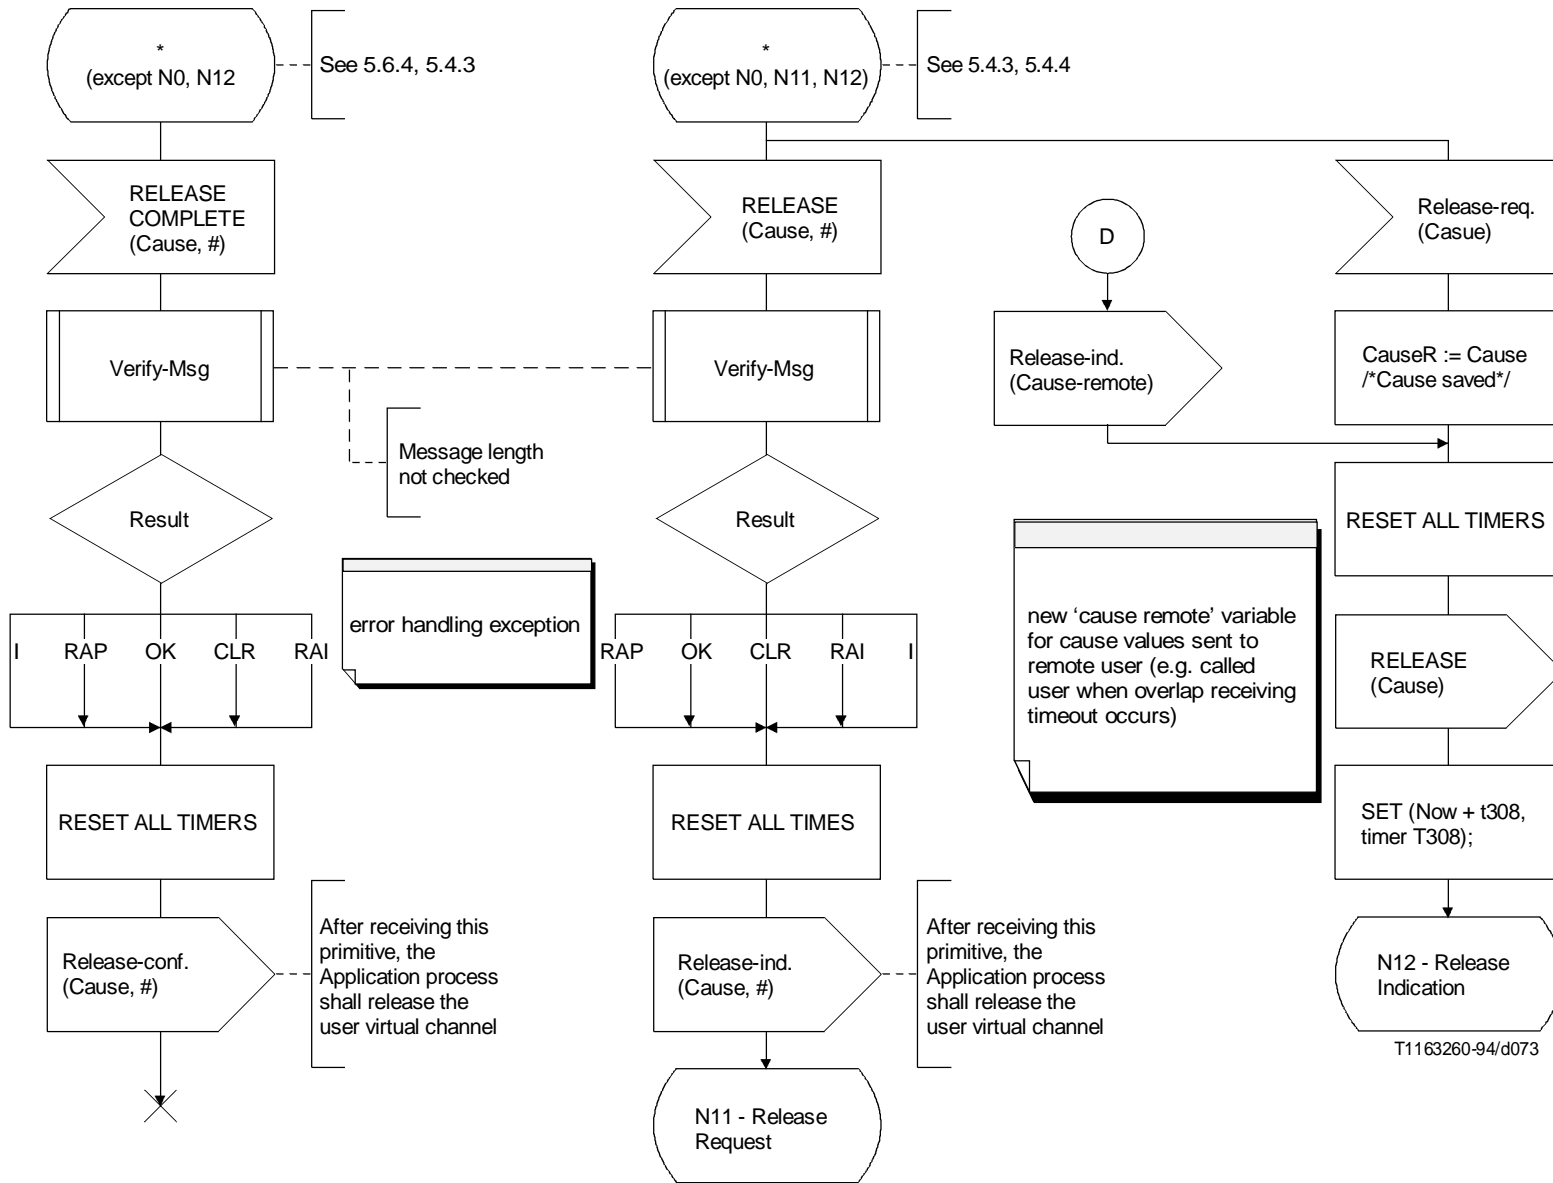 *
(except N0, N12
See 5.6.4, 5.4.3
RELEASE
COMPLETE
(Cause, #)
Verify-Msg
Message length
not checked
Result
I
RAP
OK
CLR
RAI
error handling exception
RESET ALL TIMERS
Release-conf.
(Cause, #)
After receiving this
primitive, the
Application process
shall release the
user virtual channel
*
(except N0, N11, N12)
See 5.4.3, 5.4.4
RELEASE
(Cause, #)
Verify-Msg
Result
RAP
OK
CLR
RAI
I
RESET ALL TIMES
Release-ind.
(Cause, #)
After receiving this
primitive, the
Application process
shall release the
user virtual channel
N11 - Release
Request
D
Release-ind.
(Cause-remote)
new ‘cause remote’ variable
for cause values sent to
remote user (e.g. called
user when overlap receiving
timeout occurs)
Release-req.
(Casue)
CauseR := Cause
/*Cause saved*/
RESET ALL TIMERS
RELEASE
(Cause)
SET (Now + t308,
timer T308);
N12 - Release
Indication
T1163260-94/d073